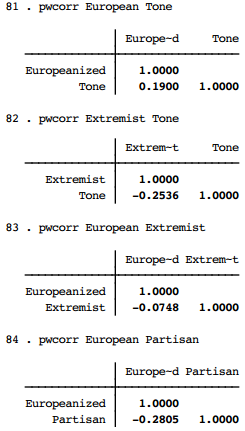 81 . pwcorr European Tone
Europe~d Tone
Europeanized 1.0000
Tone 0.1900 1.0000
82 . pwcorr Extremist Tone
Extrem~t Tone
Extremist 1.0000
Tone -0.2536 1.0000
83 . pwcorr European Extremist
Europe~d Extrem~t
Europeanized 1.0000
Extremist -0.0748 1.0000
84 . pwcorr European Partisan
Europe~d Partisan
Europeanized 1.0000
Partisan -0.2805 1.0000